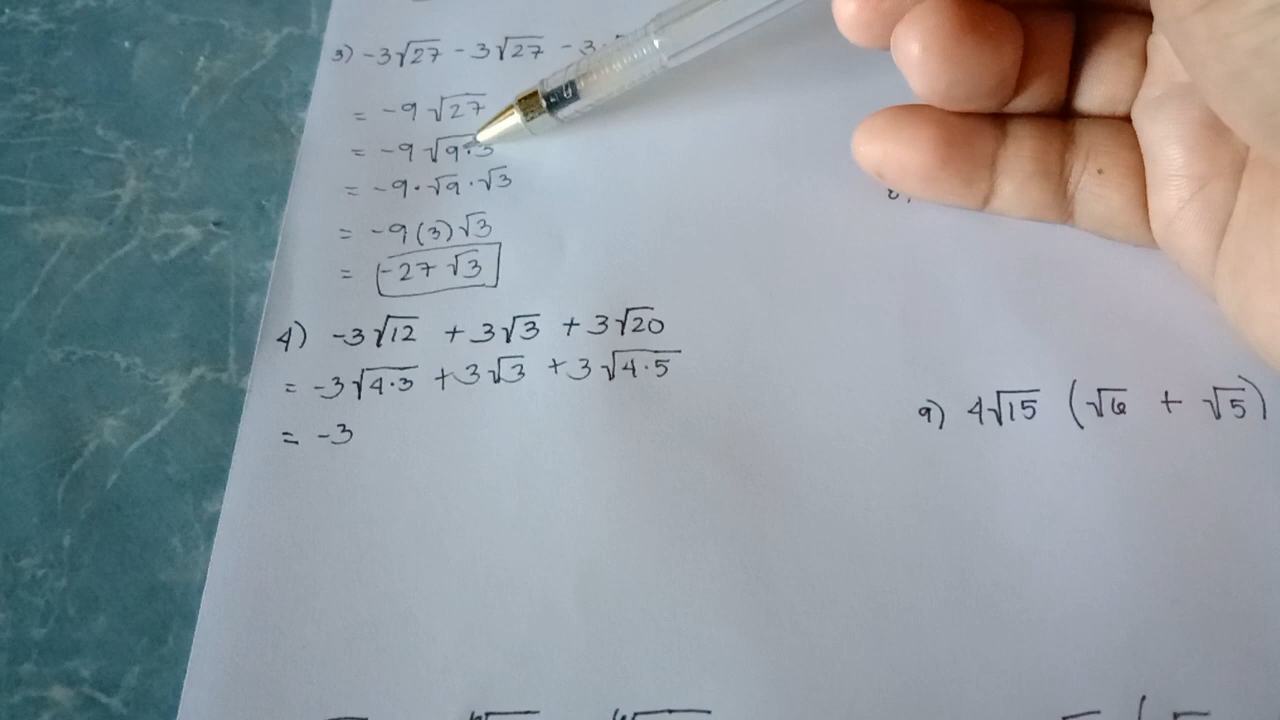 3) -3√27 - 3√27 - 3
= -9√27
= -9√9·3
= -9·√9·√3
= -9(3)√3
= -27√3
4) -3√12 + 3√3 + 3√20
= -3√4·3 + 3√3 + 3√4·5
= -3
9) 4√15 (√6 + √5)